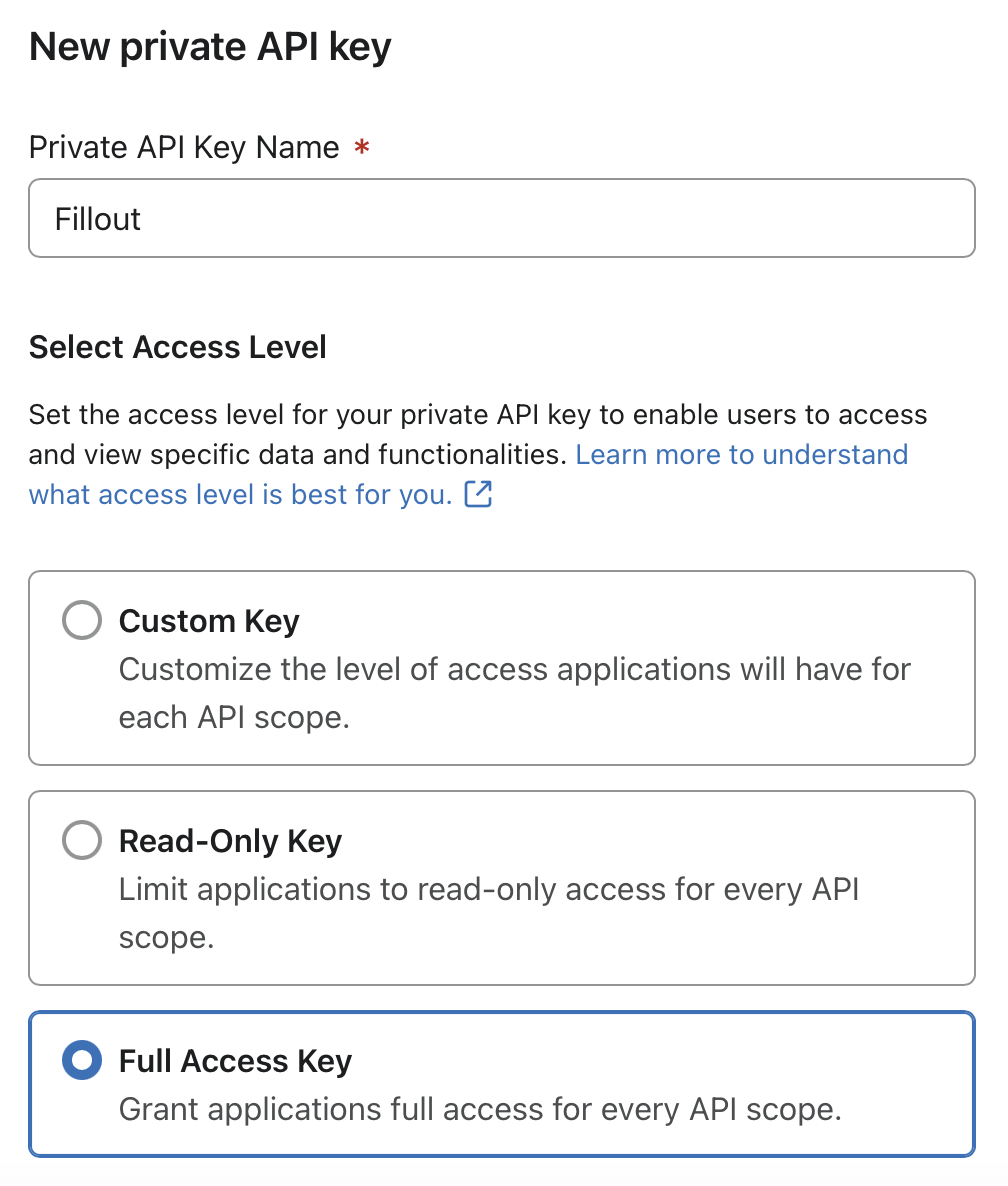 New private API key
Private API Key Name *
Fillout
Select Access Level
Set the access level for your private API key to enable users to access
and view specific data and functionalities. Learn more to understand
what access level is best for you.
Custom Key
Customize the level of access applications will have for
each API scope.
Read-Only Key
Limit applications to read-only access for every API
scope.
Full Access Key
Grant applications full access for every API scope.